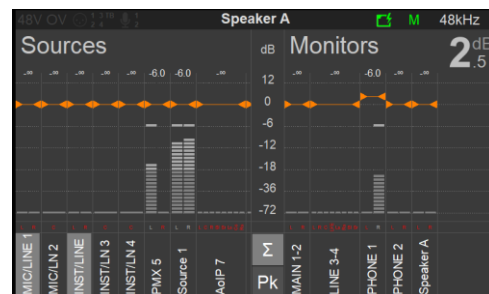 48V OV
Speaker A
M 48kHz
Sources
dB
Monitors
2 dB
.5
-∞ -∞ -∞ -∞ -∞ -6.0 -6.0 -∞
-∞ -∞ -6.0 -∞ -∞
12
0
-6
-12
-18
-36
-72
MIC/LINE 1
MIC/LN 2
INST/LINE
INST/LN 3
INST/LN 4
PMX 5
Source 1
AoIP 7
Σ
Pk
MAIN 1-2
LINE 3-4
PHONE 1
PHONE 2
Speaker A